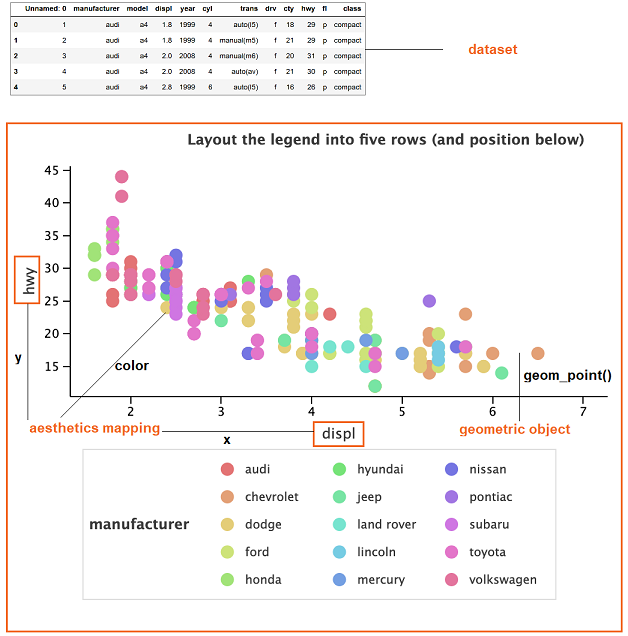 Unnamed: 0 manufacturer model displ year cyl trans drv cty hwy fl class
0 1 audi a4 1.8 1999 4 auto(l5) f 18 29 p compact
1 2 audi a4 1.8 1999 4 manual(m5) f 21 29 p compact
2 3 audi a4 2.0 2008 4 manual(m6) f 20 31 p compact
3 4 audi a4 2.0 2008 4 auto(av) f 21 30 p compact
4 5 audi a4 2.8 1999 6 auto(l5) f 16 26 p compact
dataset
Layout the legend into five rows (and position below)
45
40
35
30
25
20
15
hwy
y
color
geom_point()
2 3 4 5 6 7
aesthetics mapping
x
displ
geometric object
manufacturer
audi hyundai nissan
chevrolet jeep pontiac
dodge land rover subaru
ford lincoln toyota
honda mercury volkswagen